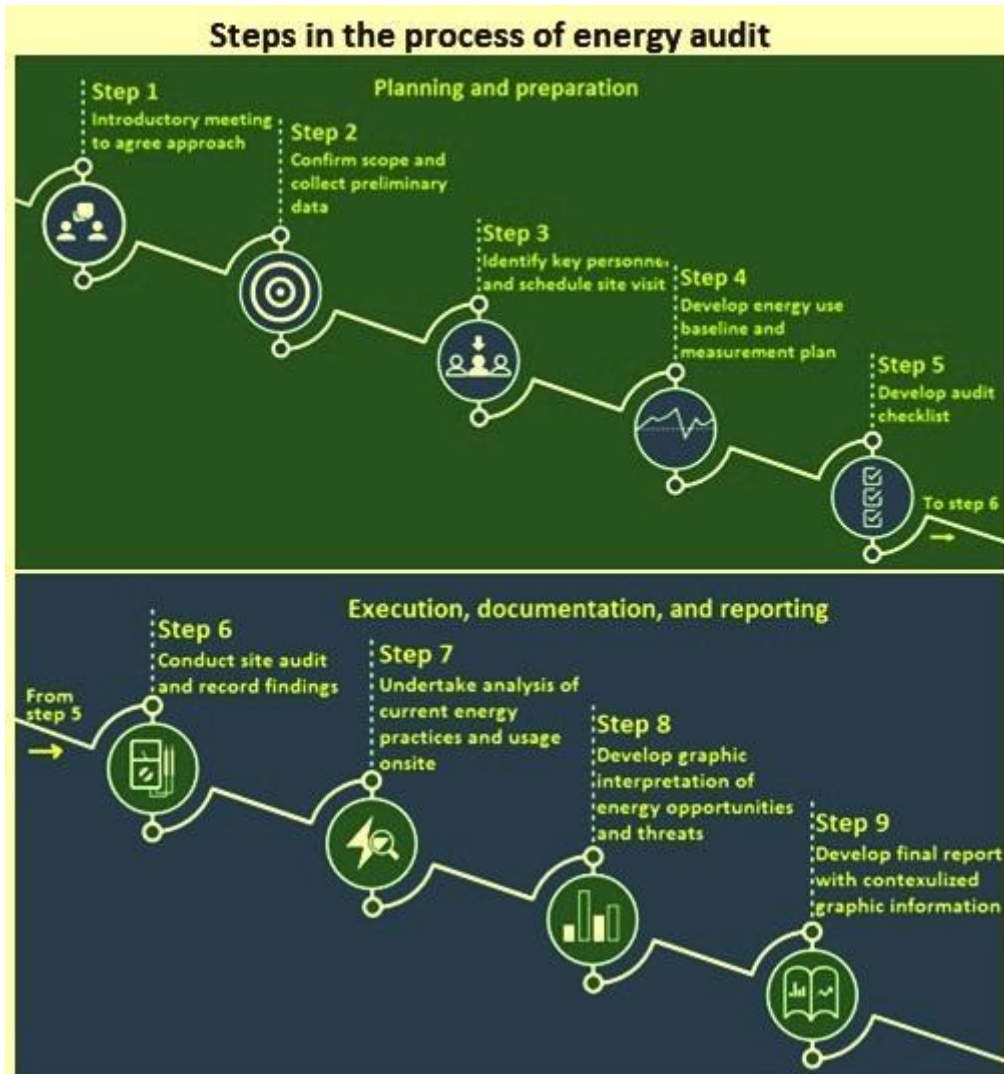 Steps in the process of energy audit
Planning and preparation
Step 1
Introductory meeting
to agree approach
Step 2
Confirm scope and
collect preliminary
data
Step 3
Identify key personnel
and schedule site visit
Step 4
Develop energy use
baseline and
measurement plan
Step 5
Develop audit
checklist
To step 6
Execution, documentation, and reporting
From
step 5
Step 6
Conduct site audit
and record findings
Step 7
Undertake analysis of
current energy
practices and usage
onsite
Step 8
Develop graphic
interpretation of
energy opportunities
and threats
Step 9
Develop final report
with contexulized
graphic information